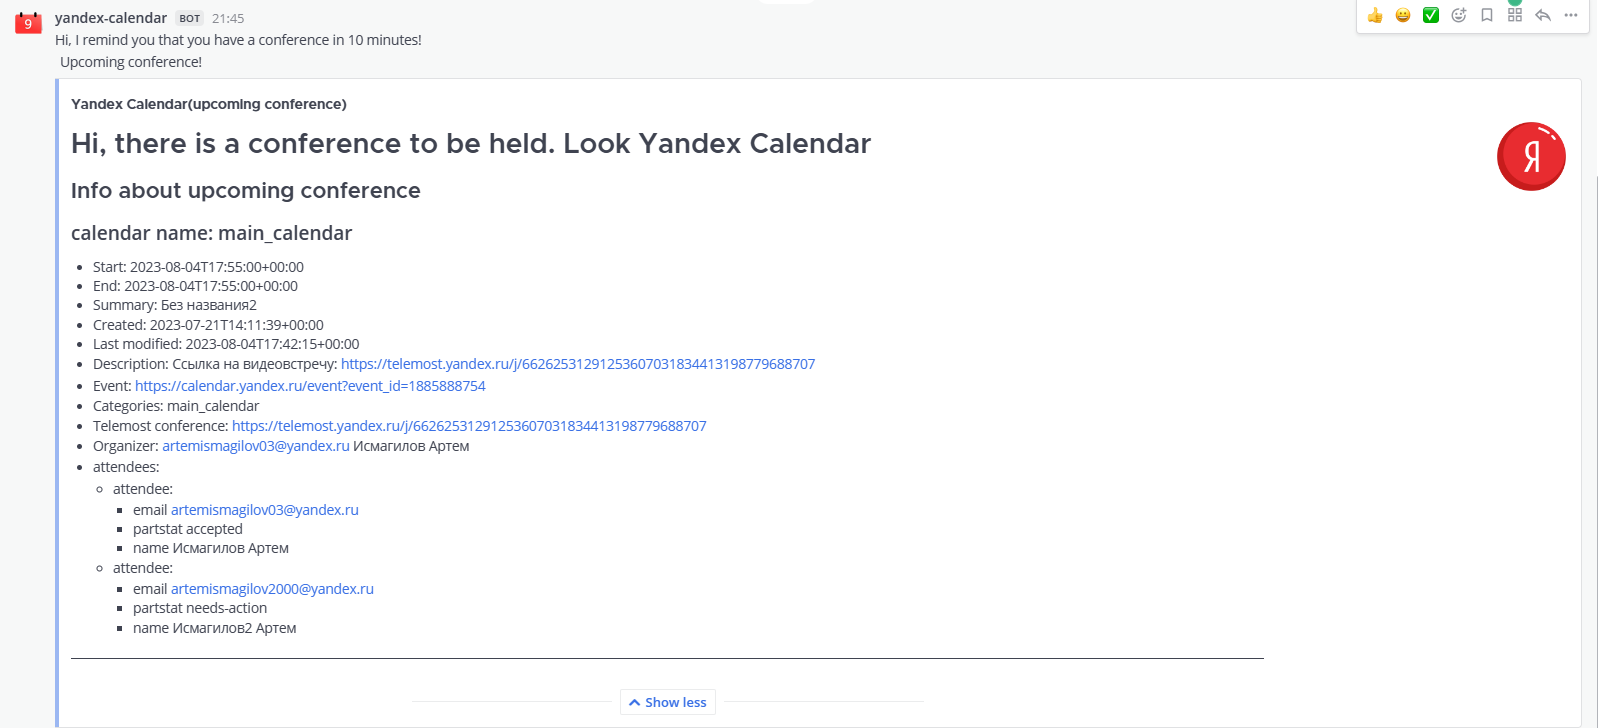 yandex-calendar BOT 21:45
9
Hi, I remind you that you have a conference in 10 minutes!
Upcoming conference!
Yandex Calendar(upcoming conference)
Hi, there is a conference to be held. Look Yandex Calendar
Я
Info about upcoming conference
calendar name: main_calendar
Start: 2023-08-04T17:55:00+00:00
End: 2023-08-04T17:55:00+00:00
Summary: Без названия2
Created: 2023-07-21T14:11:39+00:00
Last modified: 2023-08-04T17:42:15+00:00
Description: Ссылка на видеовстречу: https://telemost.yandex.ru/j/66262531291253607031834413198779688707
Event: https://calendar.yandex.ru/event?event_id=1885888754
Categories: main_calendar
Telemost conference: https://telemost.yandex.ru/j/66262531291253607031834413198779688707
Organizer: artemismagilov03@yandex.ru Исмагилов Артем
attendees:
attendee:
email artemismagilov03@yandex.ru
partstat accepted
name Исмагилов Артем
attendee:
email artemismagilov2000@yandex.ru
partstat needs-action
name Исмагилов2 Артем
Show less